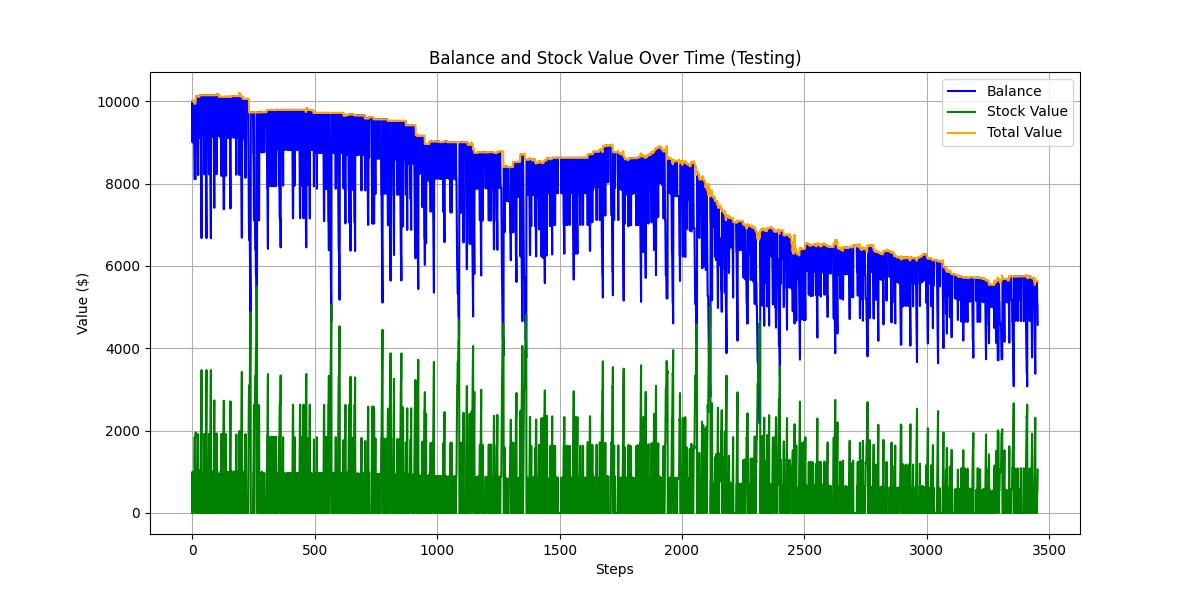 Balance and Stock Value Over Time (Testing)
Balance
Stock Value
Total Value
Value ($)
10000
8000
6000
4000
2000
0
0 500 1000 1500 2000 2500 3000 3500
Steps